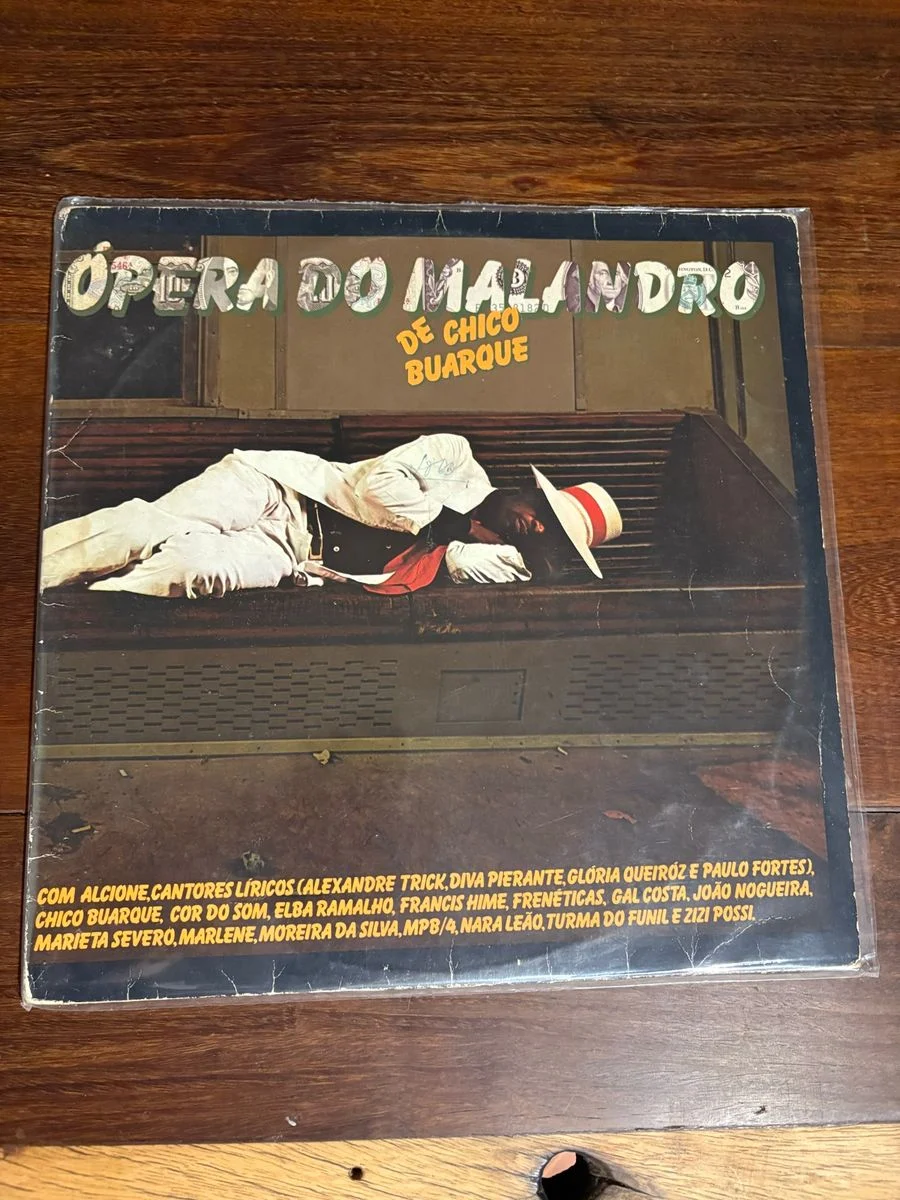 ÓPERA DO MALANDRO
DE CHICO
BUARQUE
COM ALCIONE, CANTORES LÍRICOS (ALEXANDRE TRICK, DIVA PIERANTE, GLÓRIA QUEIRÓZ E PAULO FORTES),
CHICO BUARQUE, COR DO SOM, ELBA RAMALHO, FRANCIS HIME, FRENÉTICAS, GAL COSTA, JOÃO NOGUEIRA,
MARIETA SEVERO, MARLENE, MOREIRA DA SILVA, MPB/4, NARA LEÃO, TURMA DO FUNIL E ZIZI POSSI.